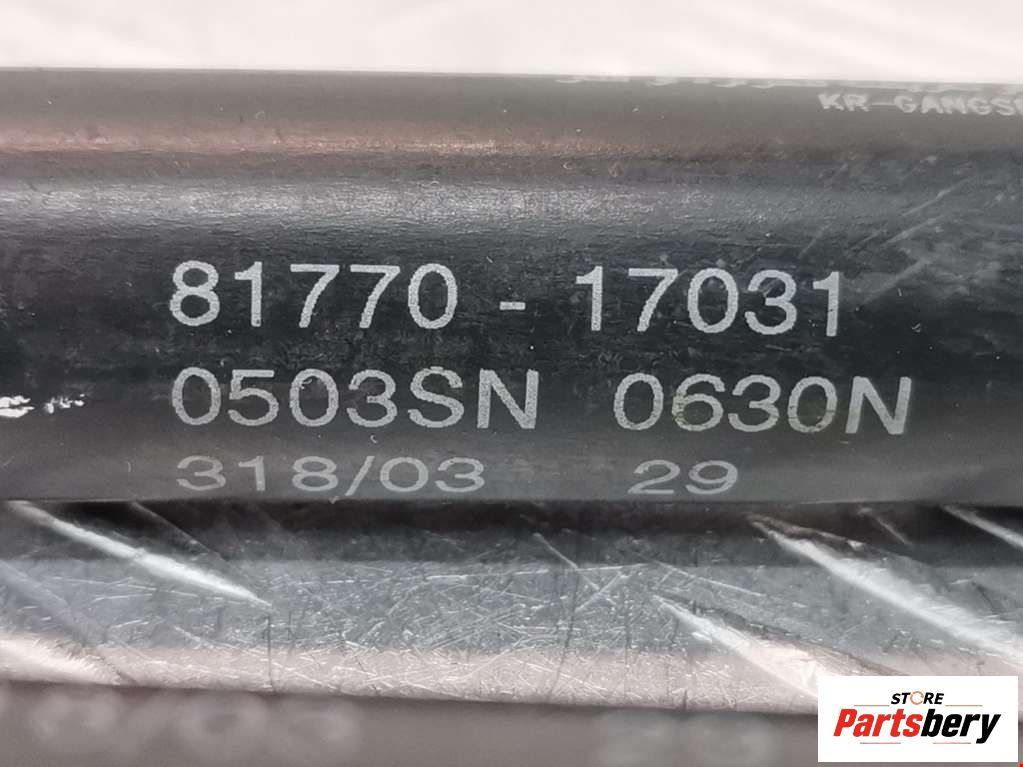 KR-GANGS
81770 - 17031
0503SN 0630N
318/03 29
STORE
Partsbery